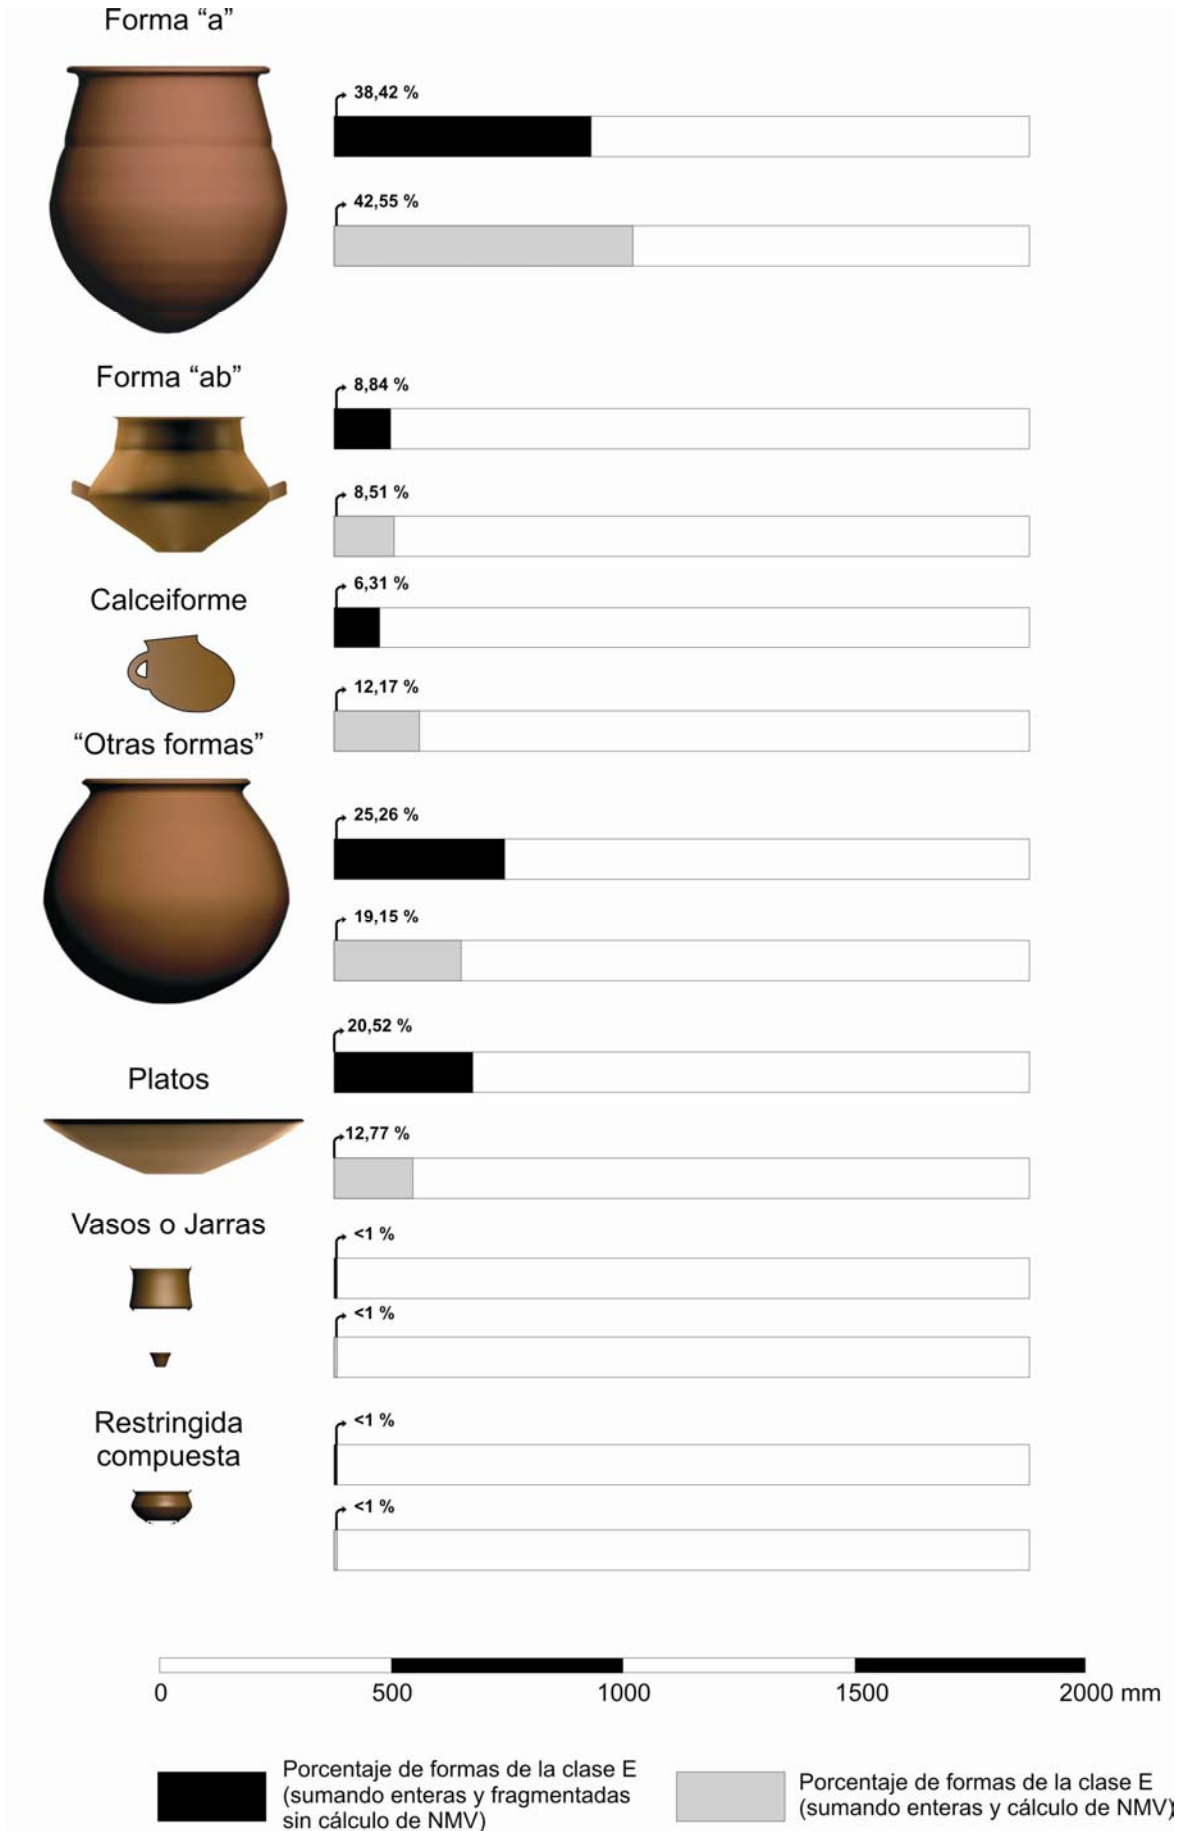 Forma “a”
38,42 %
42,55 %
Forma “ab”
8,84 %
8,51 %
Calceiforme
6,31 %
12,17 %
“Otras formas”
25,26 %
19,15 %
Platos
20,52 %
12,77 %
Vasos o Jarras
<1 %
<1 %
Restringida
compuesta
<1 %
<1 %
0 500 1000 1500 2000 mm
Porcentaje de formas de la clase E
(sumando enteras y fragmentadas
sin cálculo de NMV)
Porcentaje de formas de la clase E
(sumando enteras y cálculo de NMV)